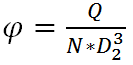 φ = Q / (N∗D₂³)